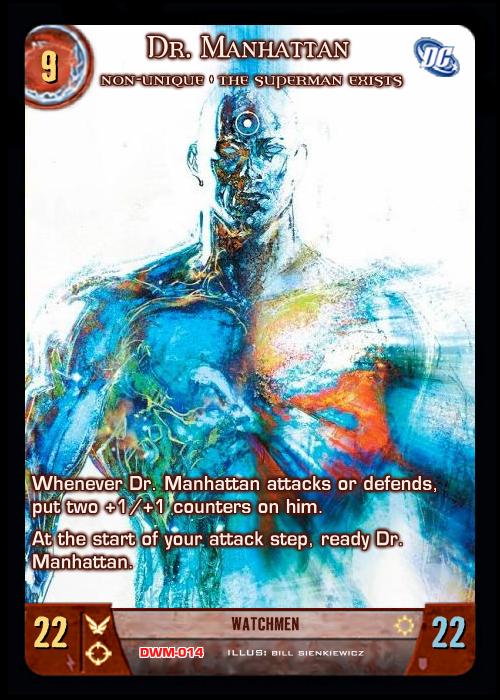 9
Dr. Manhattan
DC
Non-Unique • The Superman Exists
Whenever Dr. Manhattan attacks or defends,
put two +1/+1 counters on him.
At the start of your attack step, ready Dr.
Manhattan.
22
WATCHMEN
22
DWM-014
ILLUS: BILL SIENKIEWICZ